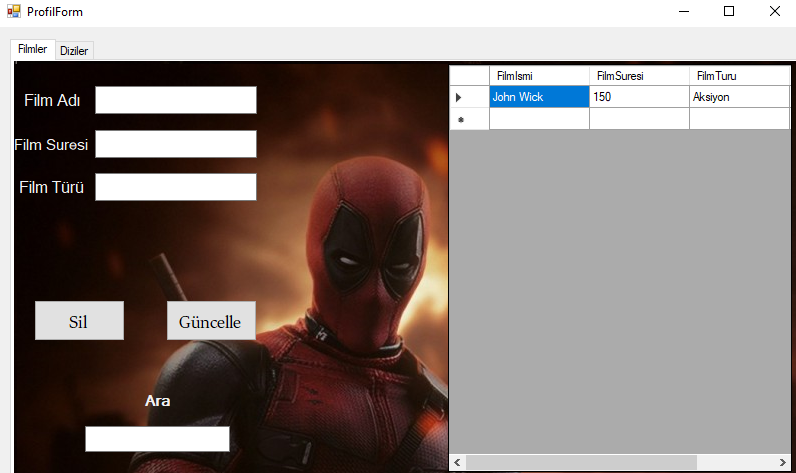 ProfilForm
Filmler Diziler
Film Adı
Film Suresi
Film Türü
Sil Güncelle
Ara
FilmIsmi FilmSuresi FilmTuru
John Wick 150 Aksiyon